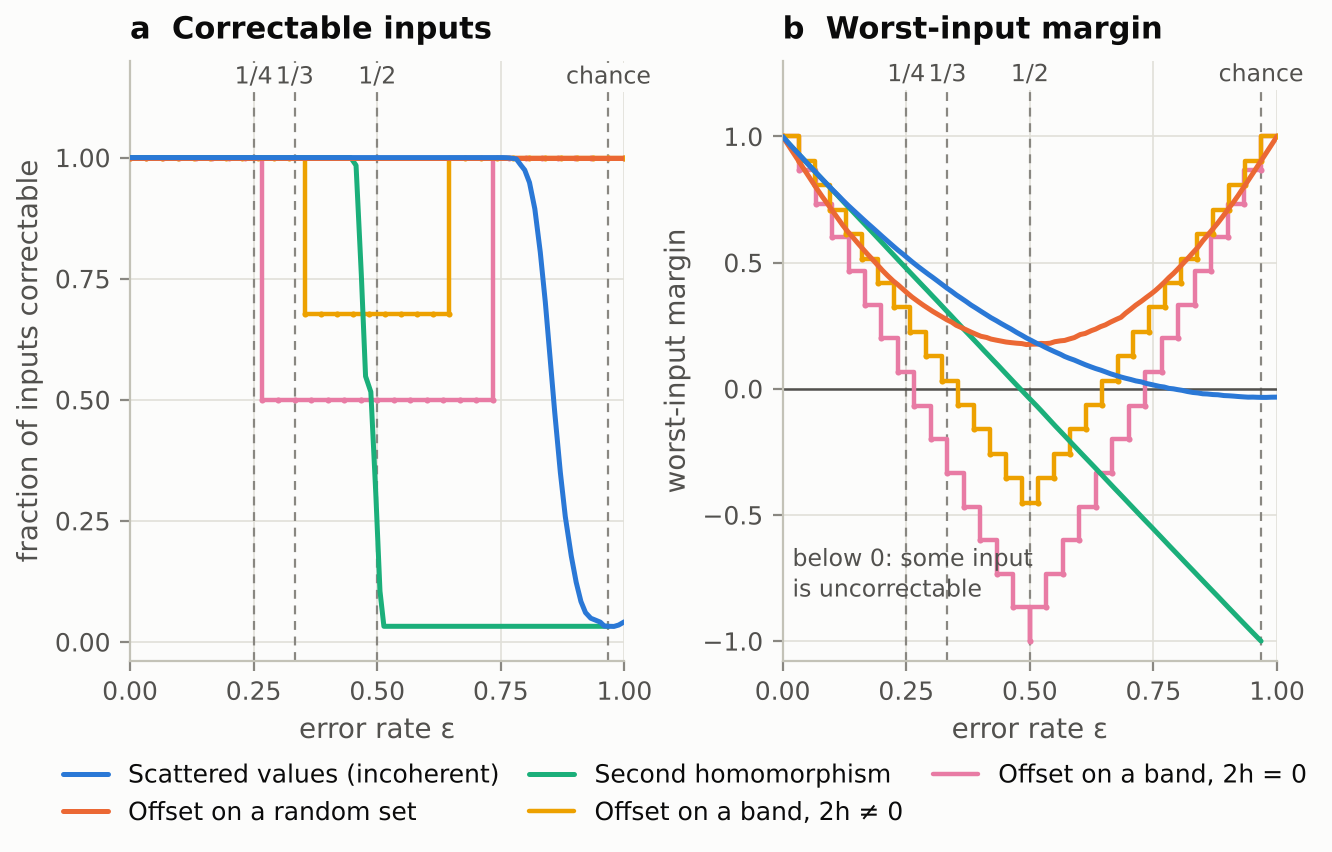 a Correctable inputs
1/4 1/3 1/2 chance
1.00
0.75
0.50
0.25
0.00
fraction of inputs correctable
0.00 0.25 0.50 0.75 1.00
error rate ε
b Worst-input margin
1/4 1/3 1/2 chance
1.0
0.5
0.0
−0.5
−1.0
worst-input margin
below 0: some input
is uncorrectable
0.00 0.25 0.50 0.75 1.00
error rate ε
Scattered values (incoherent) Second homomorphism Offset on a band, 2h = 0
Offset on a random set Offset on a band, 2h ≠ 0